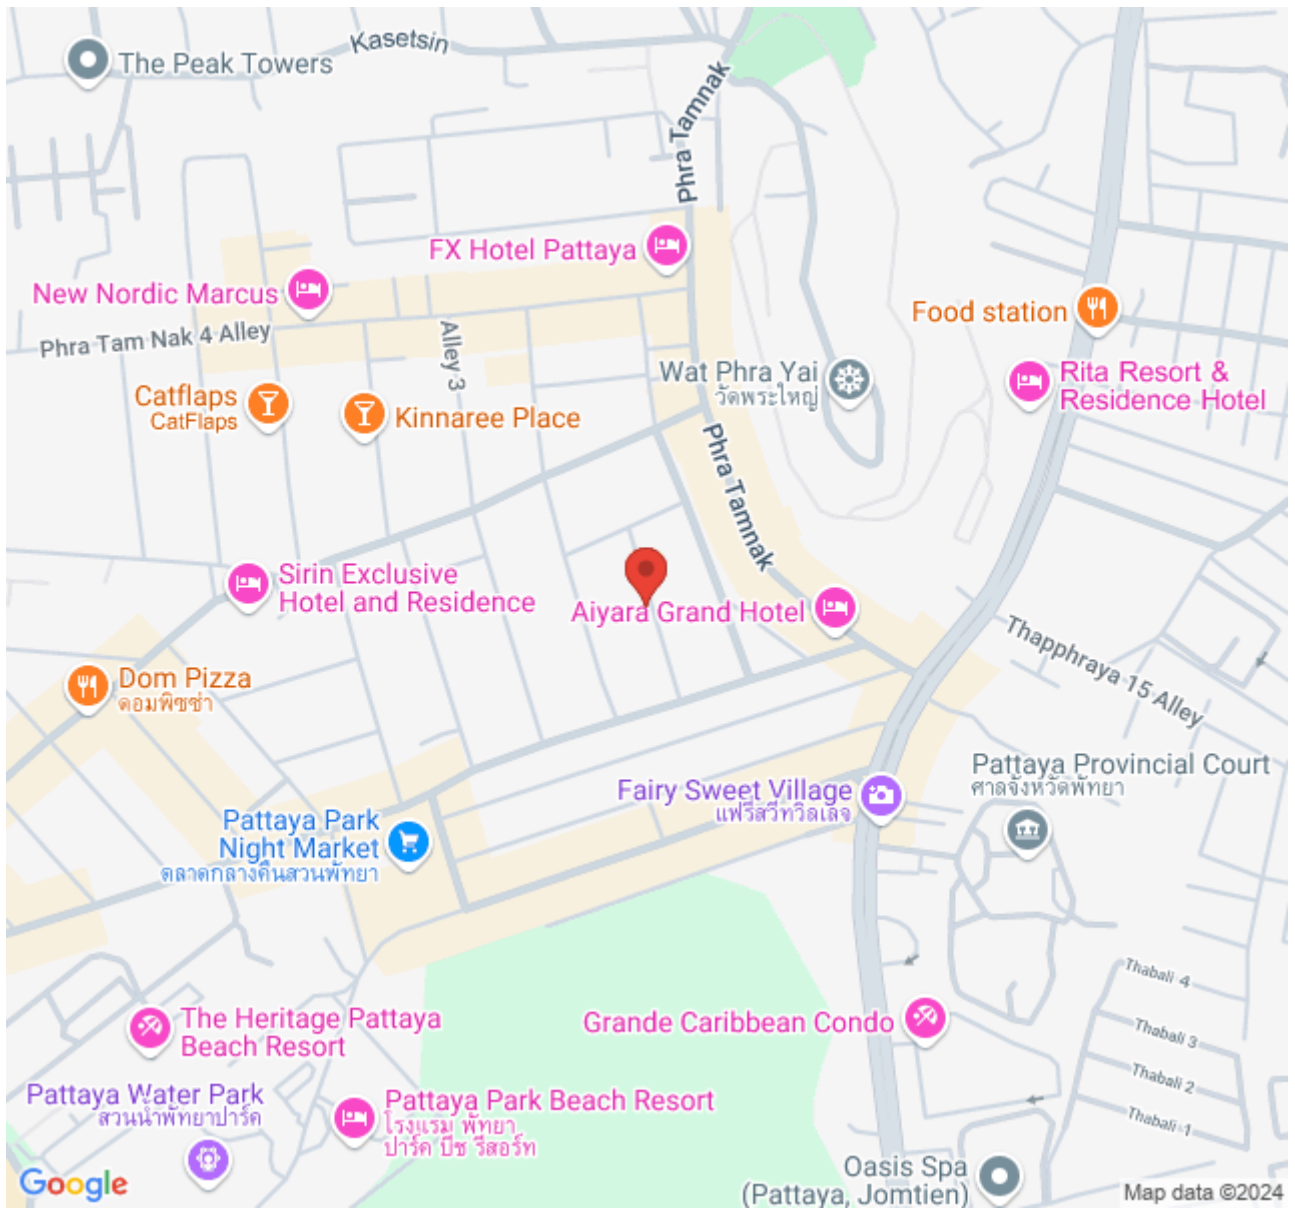 Kasetsin
The Peak Towers
Phra Tamnak
FX Hotel Pattaya
New Nordic Marcus
Food station
Phra Tam Nak 4 Alley
Alley 3
Wat Phra Yai
วัดพระใหญ่
Rita Resort &
Residence Hotel
Catflaps
CatFlaps
Kinnaree Place
Phra Tamnak
Sirin Exclusive
Hotel and Residence
Aiyara Grand Hotel
Thapphraya 15 Alley
Dom Pizza
ดอมพิซซ่า
Pattaya Provincial Court
ศาลจังหวัดพัทยา
Fairy Sweet Village
แฟรี่สวีทวิลเลจ
Pattaya Park
Night Market
ตลาดกลางคืนสวนพัทยา
Thabali 4
The Heritage Pattaya
Beach Resort
Grande Caribbean Condo
Thabali 3
Thabali 2
Pattaya Water Park
สวนน้ำพัทยาปาร์ค
Pattaya Park Beach Resort
โรงแรม พัทยา
ปาร์ค บีช รีสอร์ท
Thabali 1
Oasis Spa
(Pattaya, Jomtien)
Google
Map data ©2024